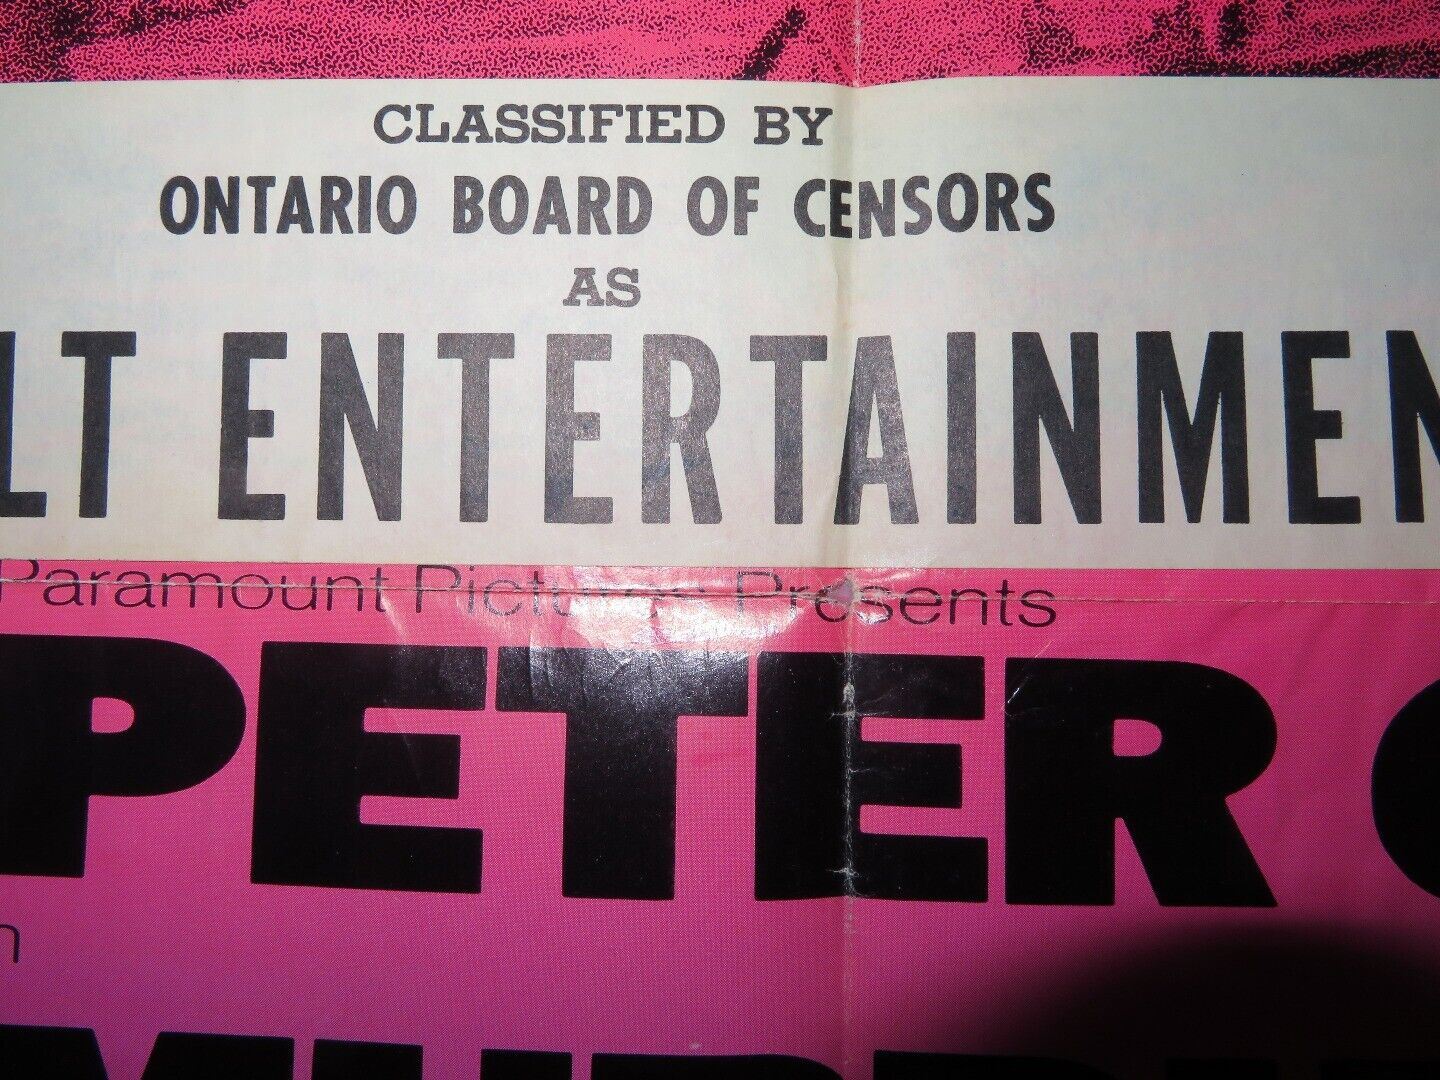 CLASSIFIED BY
ONTARIO BOARD OF CENSORS
AS
LT ENTERTAINMEN
Paramount Pictures Presents
PETER